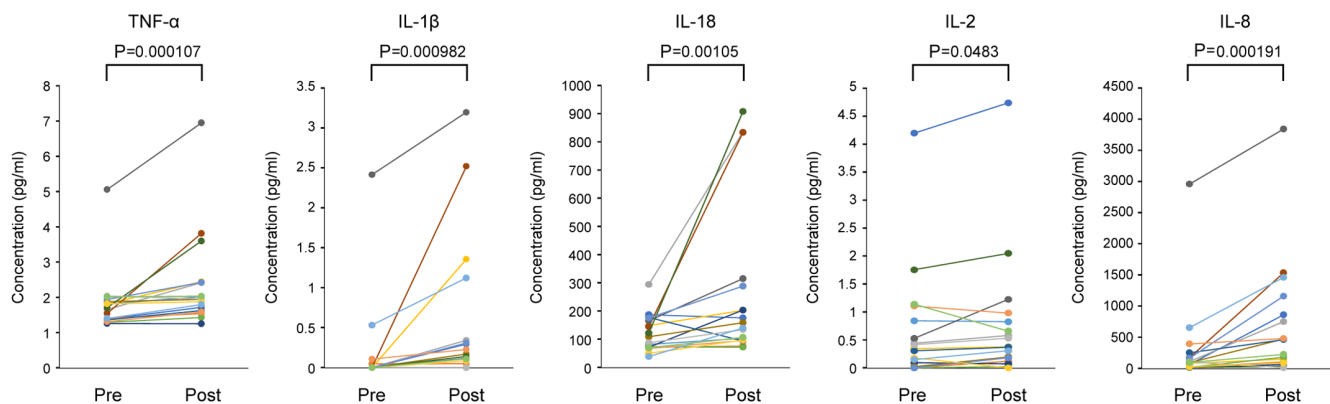 TNF-α
P=0.000107
Concentration (pg/ml)
8
7
6
5
4
3
2
1
0
Pre Post
IL-1β
P=0.000982
Concentration (pg/ml)
3.5
3
2.5
2
1.5
1
0.5
0
Pre Post
IL-18
P=0.00105
Concentration (pg/ml)
1000
900
800
700
600
500
400
300
200
100
0
Pre Post
IL-2
P=0.0483
Concentration (pg/ml)
5
4.5
4
3.5
3
2.5
2
1.5
1
0.5
0
Pre Post
IL-8
P=0.000191
Concentration (pg/ml)
4500
4000
3500
3000
2500
2000
1500
1000
500
0
Pre Post